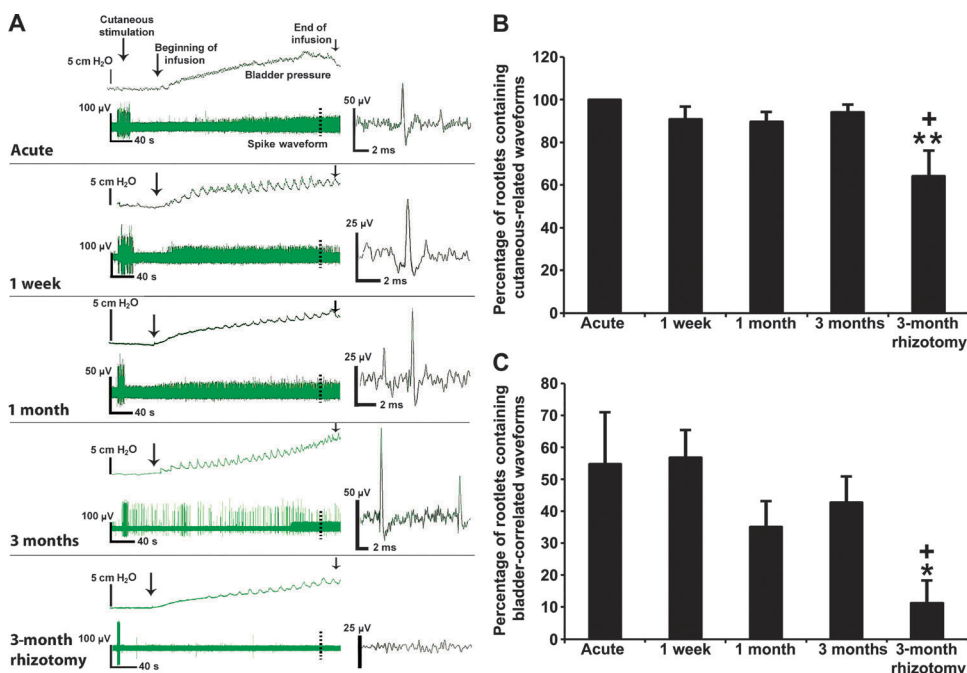 A
Cutaneous
stimulation
Beginning of
infusion
End of
infusion
5 cm H₂O
Bladder pressure
100 µV
40 s
Spike waveform
50 µV
2 ms
Acute
5 cm H₂O
100 µV
40 s
25 µV
2 ms
1 week
5 cm H₂O
50 µV
40 s
25 µV
2 ms
1 month
5 cm H₂O
100 µV
40 s
50 µV
2 ms
3 months
5 cm H₂O
100 µV
40 s
25 µV
3-month
rhizotomy
B
Percentage of rootlets containing
cutaneous-related waveforms
120
100
80
60
40
20
0
+
**
Acute
1 week
1 month
3 months
3-month
rhizotomy
C
Percentage of rootlets containing
bladder-correlated waveforms
80
70
60
50
40
30
20
10
0
+
*
Acute
1 week
1 month
3 months
3-month
rhizotomy